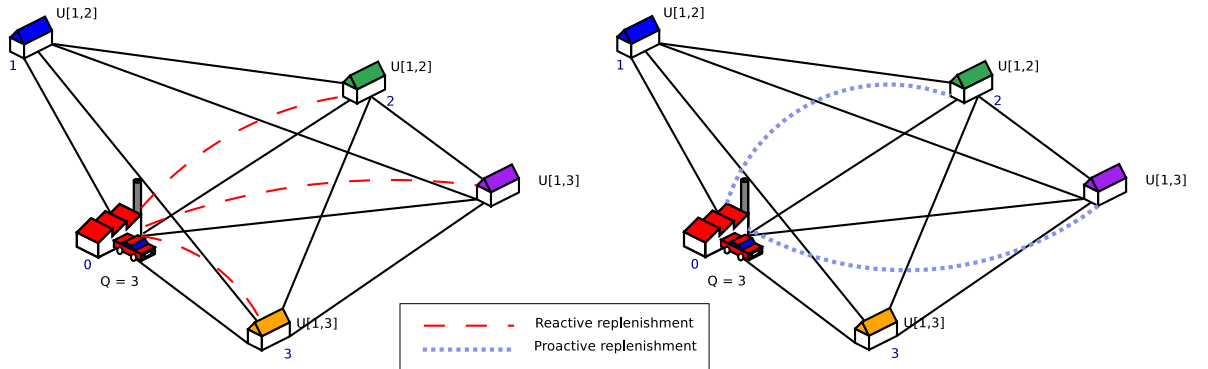 U[1,2]
1
U[1,2]
2
U[1,3]
0
Q = 3
U[1,3]
3
U[1,2]
1
U[1,2]
2
U[1,3]
0
Q = 3
U[1,3]
3
Reactive replenishment
Proactive replenishment